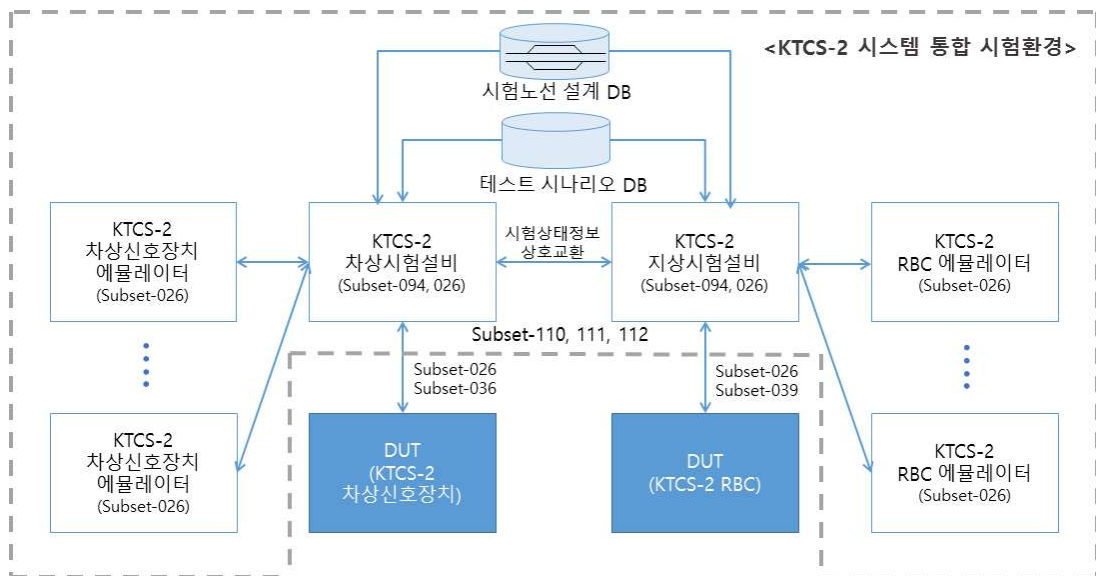 <KTCS-2 시스템 통합 시험환경>
시험노선 설계 DB
테스트 시나리오 DB
KTCS-2
차상신호장치
에뮬레이터
(Subset-026)
KTCS-2
차상시험설비
(Subset-094, 026)
시험상태정보
상호교환
KTCS-2
지상시험설비
(Subset-094, 026)
KTCS-2
RBC 에뮬레이터
(Subset-026)
Subset-110, 111, 112
Subset-026
Subset-036
Subset-026
Subset-039
KTCS-2
차상신호장치
에뮬레이터
(Subset-026)
DUT
(KTCS-2
차상신호장치)
DUT
(KTCS-2 RBC)
KTCS-2
RBC 에뮬레이터
(Subset-026)